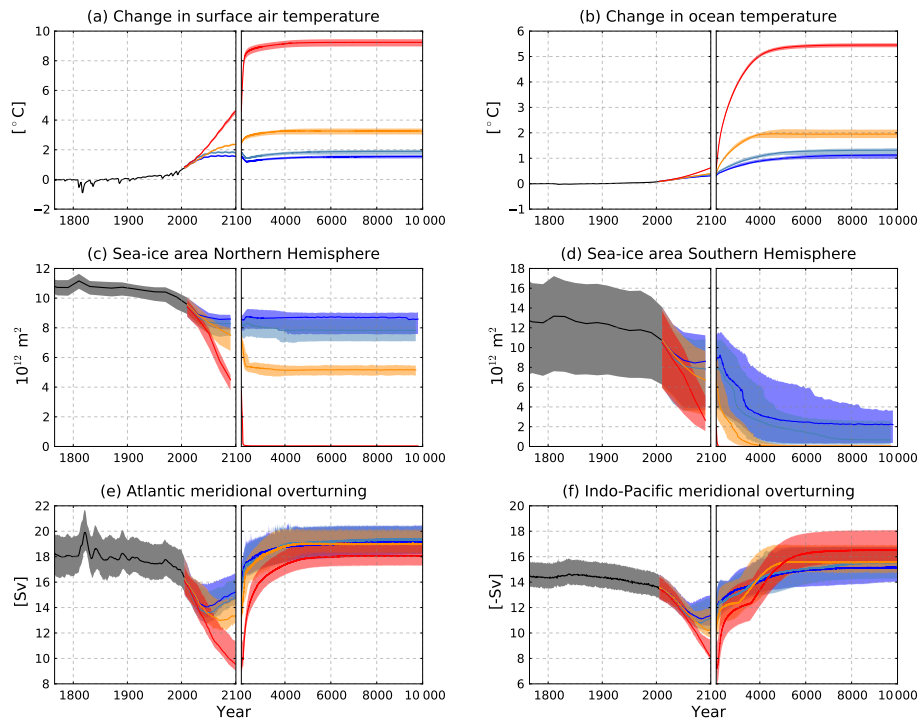 (a) Change in surface air temperature
(b) Change in ocean temperature
[°C]
10
8
6
4
2
0
−2
1800 1900 2000 2100 4000 6000 8000 10 000
[°C]
6
5
4
3
2
1
0
−1
1800 1900 2000 2100 4000 6000 8000 10 000
(c) Sea-ice area Northern Hemisphere
(d) Sea-ice area Southern Hemisphere
10¹² m²
12
10
8
6
4
2
0
1800 1900 2000 2100 4000 6000 8000 10 000
10¹² m²
18
16
14
12
10
8
6
4
2
0
1800 1900 2000 2100 4000 6000 8000 10 000
(e) Atlantic meridional overturning
(f) Indo-Pacific meridional overturning
[Sv]
22
20
18
16
14
12
10
8
1800 1900 2000 2100 4000 6000 8000 10 000
Year
[-Sv]
20
18
16
14
12
10
8
6
1800 1900 2000 2100 4000 6000 8000 10 000
Year